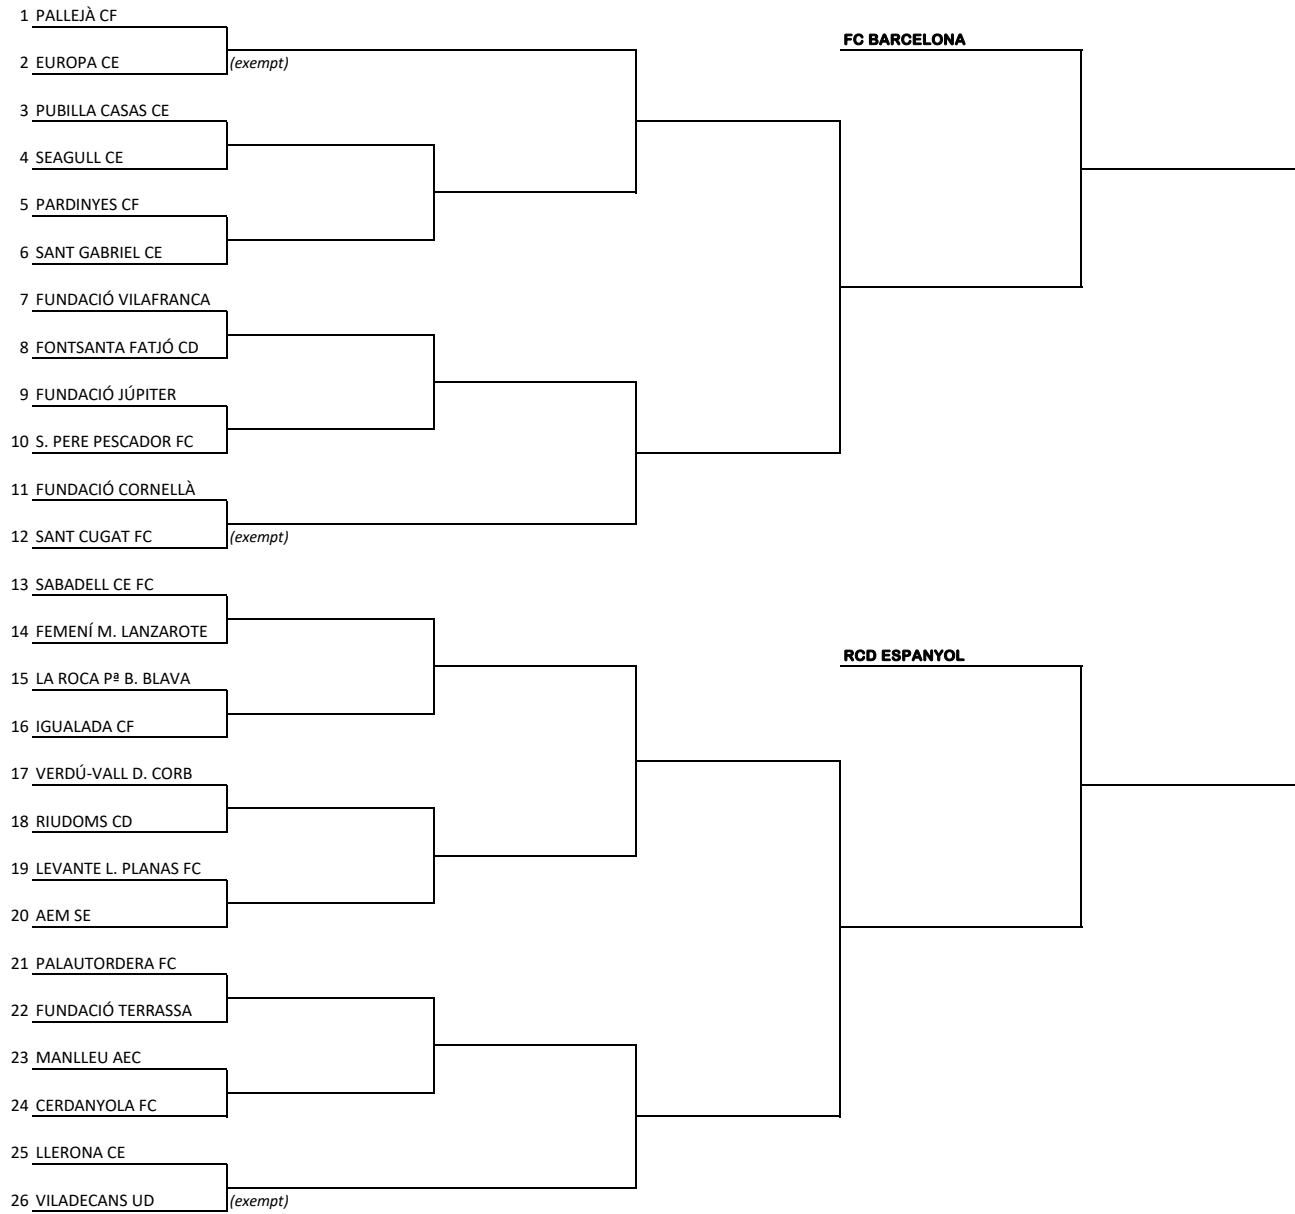 1 PALLEJÀ CF
FC BARCELONA
2 EUROPA CE (exempt)
3 PUBILLA CASAS CE
4 SEAGULL CE
5 PARDINYES CF
6 SANT GABRIEL CE
7 FUNDACIÓ VILAFRANCA
8 FONTSANTA FATJÓ CD
9 FUNDACIÓ JÚPITER
10 S. PERE PESCADOR FC
11 FUNDACIÓ CORNELLÀ
12 SANT CUGAT FC (exempt)
13 SABADELL CE FC
14 FEMENÍ M. LANZAROTE
RCD ESPANYOL
15 LA ROCA Pª B. BLAVA
16 IGUALADA CF
17 VERDÚ-VALL D. CORB
18 RIUDOMS CD
19 LEVANTE L. PLANAS FC
20 AEM SE
21 PALAUTORDERA FC
22 FUNDACIÓ TERRASSA
23 MANLLEU AEC
24 CERDANYOLA FC
25 LLERONA CE
26 VILADECANS UD (exempt)